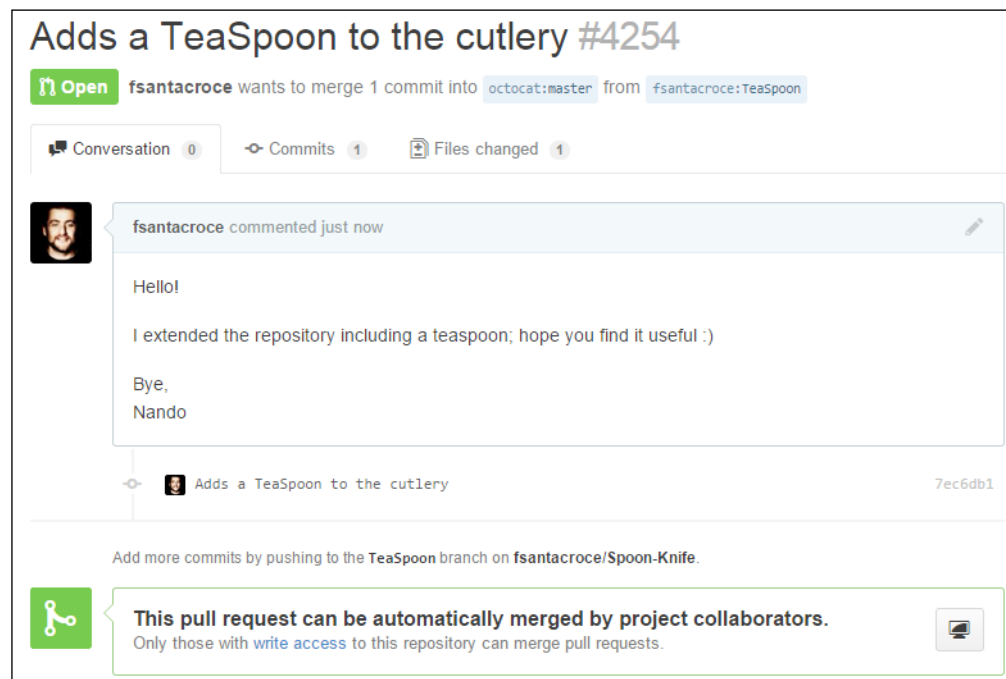 Adds a TeaSpoon to the cutlery #4254
Open fsantacroce wants to merge 1 commit into octocat:master from fsantacroce:TeaSpoon
Conversation 0 Commits 1 Files changed 1
fsantacroce commented just now
Hello!
I extended the repository including a teaspoon; hope you find it useful :)
Bye,
Nando
Adds a TeaSpoon to the cutlery 7ec6db1
Add more commits by pushing to the TeaSpoon branch on fsantacroce/Spoon-Knife.
This pull request can be automatically merged by project collaborators.
Only those with write access to this repository can merge pull requests.